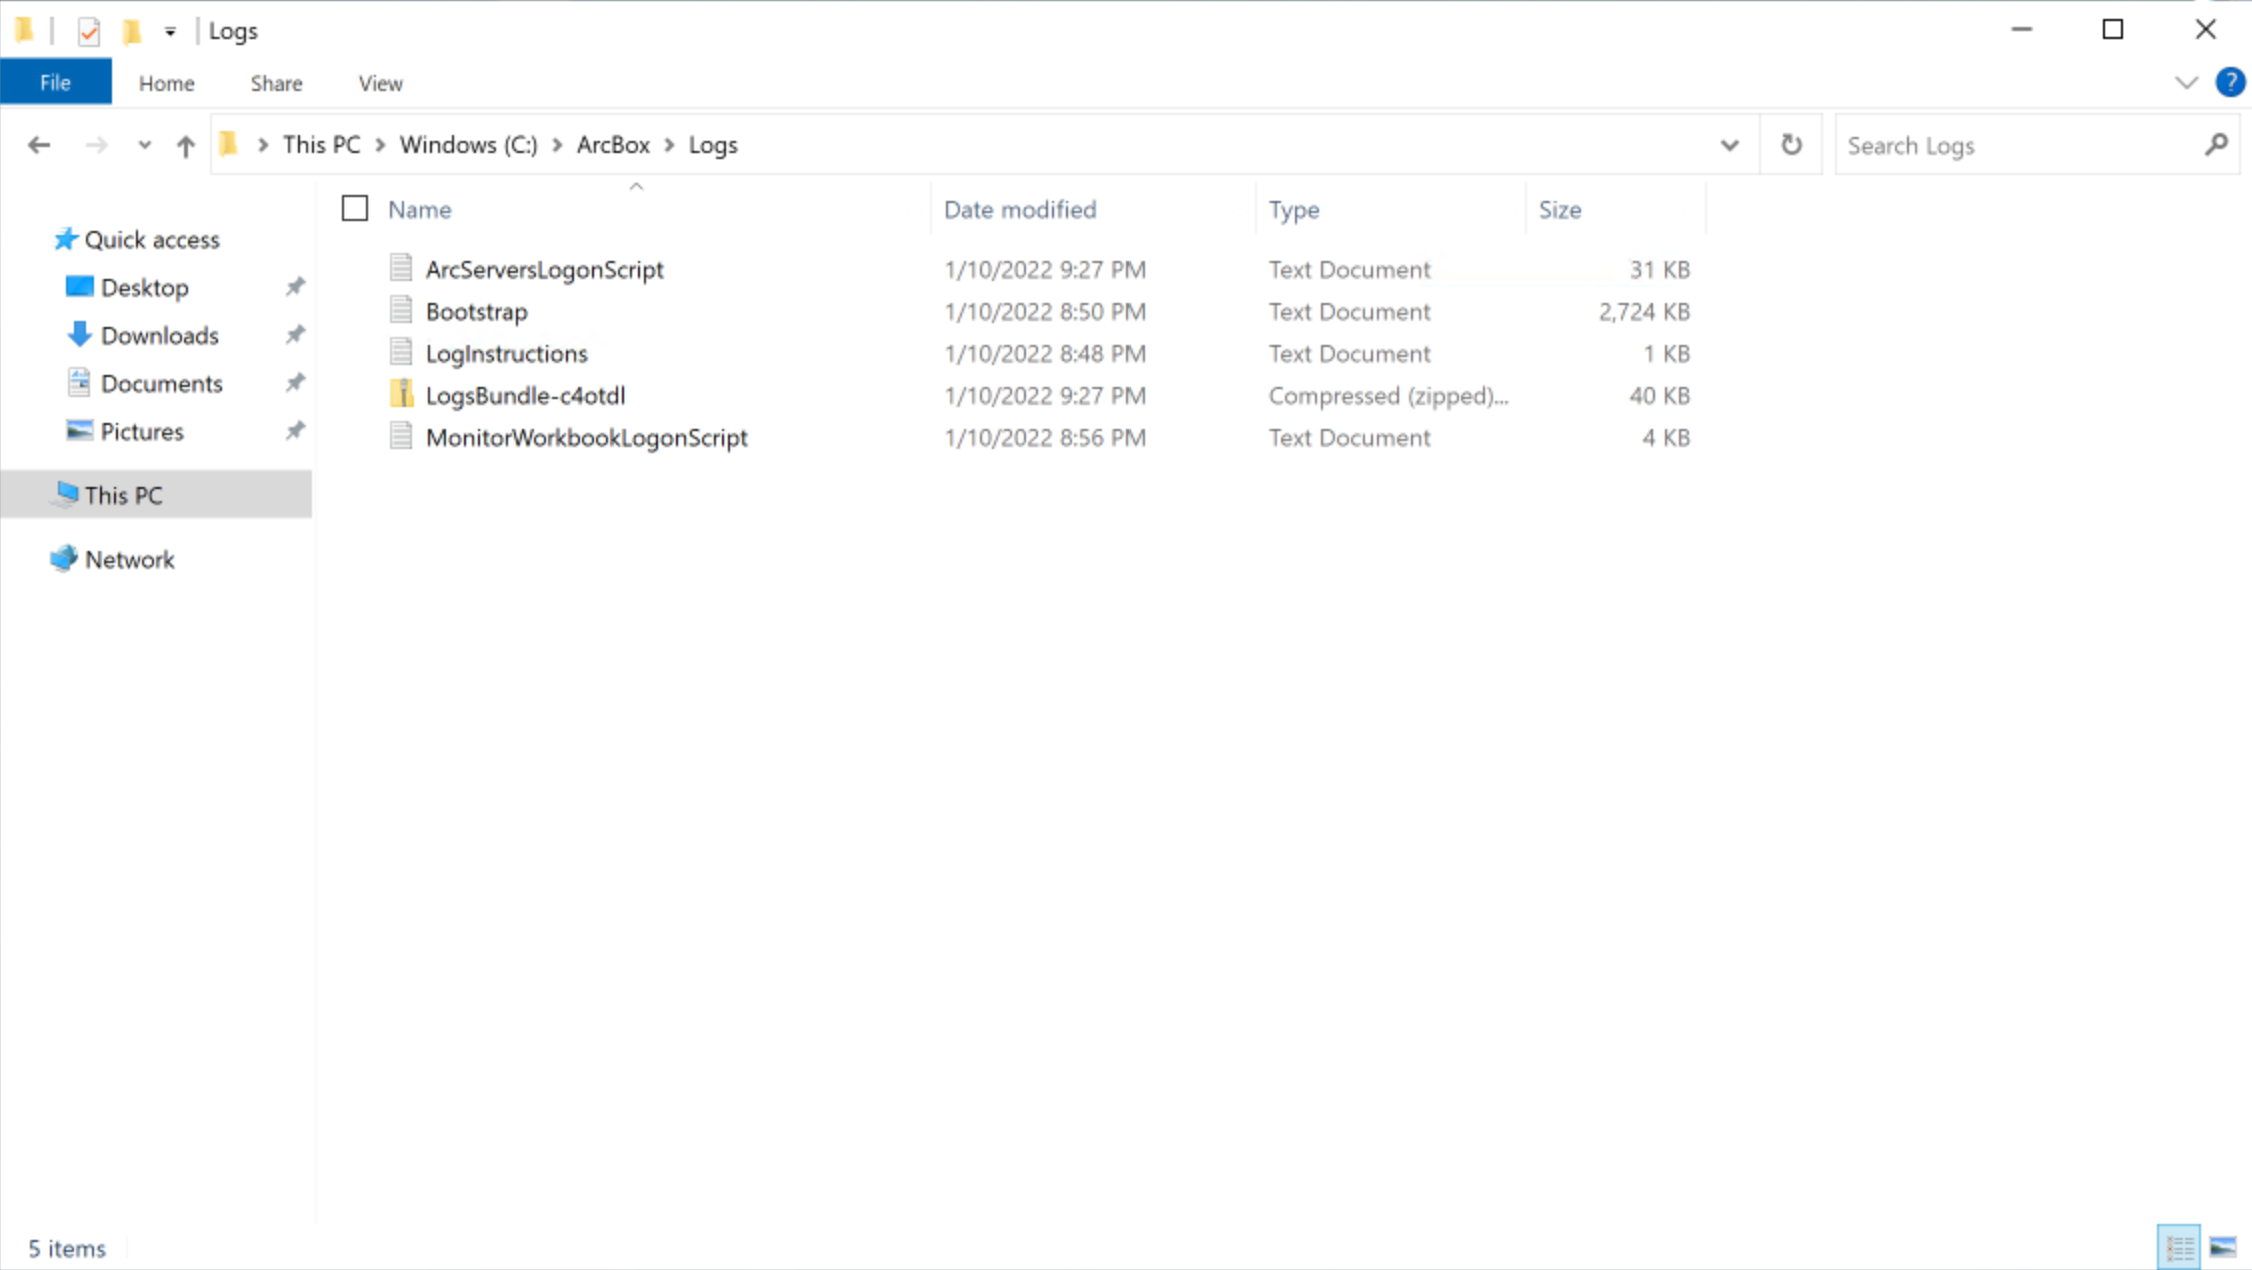 Logs
File Home Share View
This PC Windows (C:) ArcBox Logs
Search Logs
Name Date modified Type Size
Quick access
Desktop
Downloads
Documents
Pictures
This PC
Network
ArcServersLogonScript 1/10/2022 9:27 PM Text Document 31 KB
Bootstrap 1/10/2022 8:50 PM Text Document 2,724 KB
LogInstructions 1/10/2022 8:48 PM Text Document 1 KB
LogsBundle-c4otdl 1/10/2022 9:27 PM Compressed (zipped)... 40 KB
MonitorWorkbookLogonScript 1/10/2022 8:56 PM Text Document 4 KB
5 items